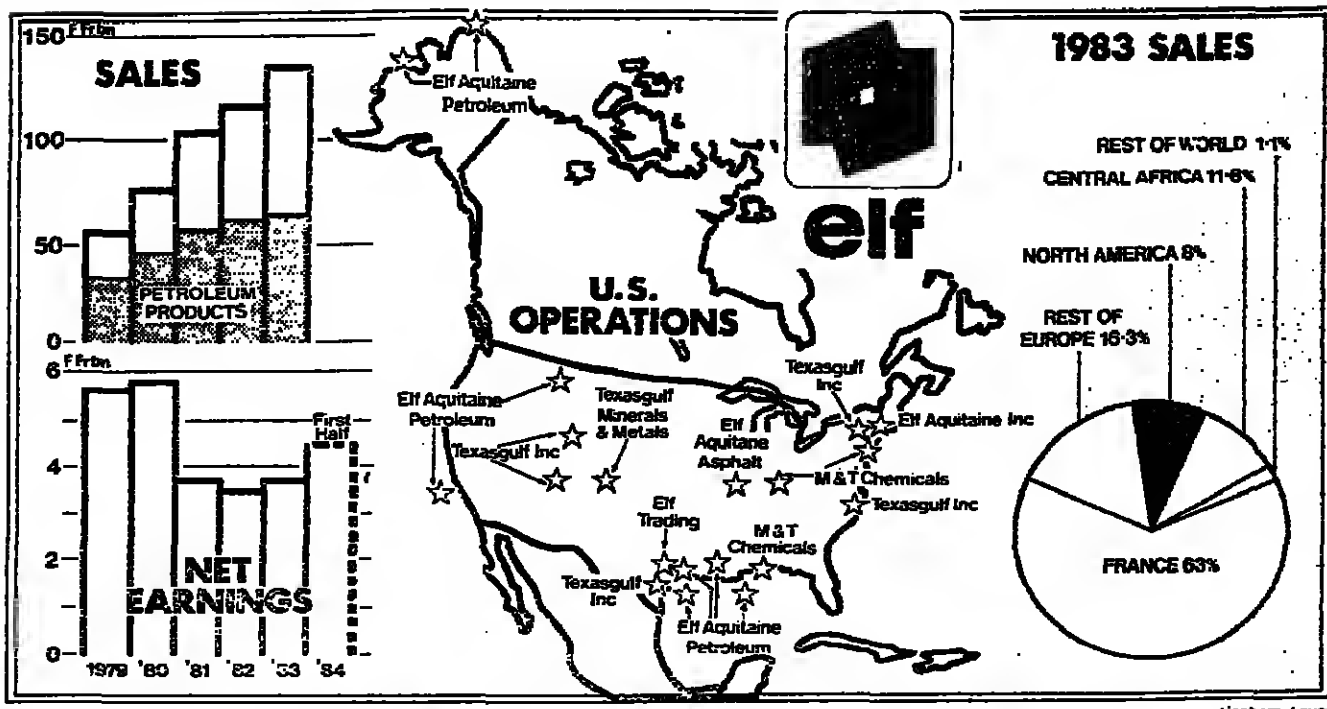 SALES
F Frbn
150
100
50
0
PETROLEUM
PRODUCTS
F Frbn
6
4
2
0
First
Half
NET
EARNINGS
1979 '80 '81 '82 '83 '84
Elf Aquitaine
Petroleum
elf
U.S.
OPERATIONS
Elf Aquitaine
Petroleum
Texasgulf Inc
Texasgulf
Minerals
& Metals
Elf
Aquitane
Asphalt
Texasgulf
Inc
Elf Aquitaine Inc
M & T Chemicals
Texasgulf Inc
Elf
Trading
M & T
Chemicals
Texasgulf
Inc
Elf Aquitaine
Petroleum
1983 SALES
REST OF WORLD 1·1%
CENTRAL AFRICA 11·6%
NORTH AMERICA 8%
REST OF
EUROPE 16·3%
FRANCE 63%